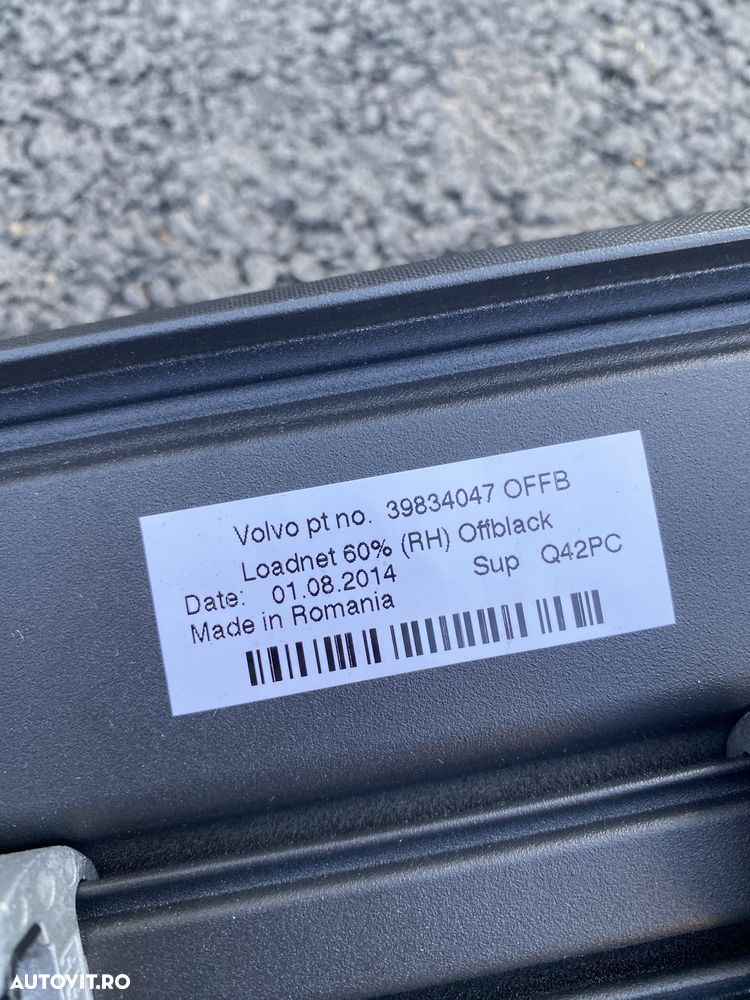 Volvo pt no. 39834047 OFFB
Loadnet 60% (RH) Offblack
Date: 01.08.2014 Sup Q42PC
Made in Romania
AUTOVIT.RO